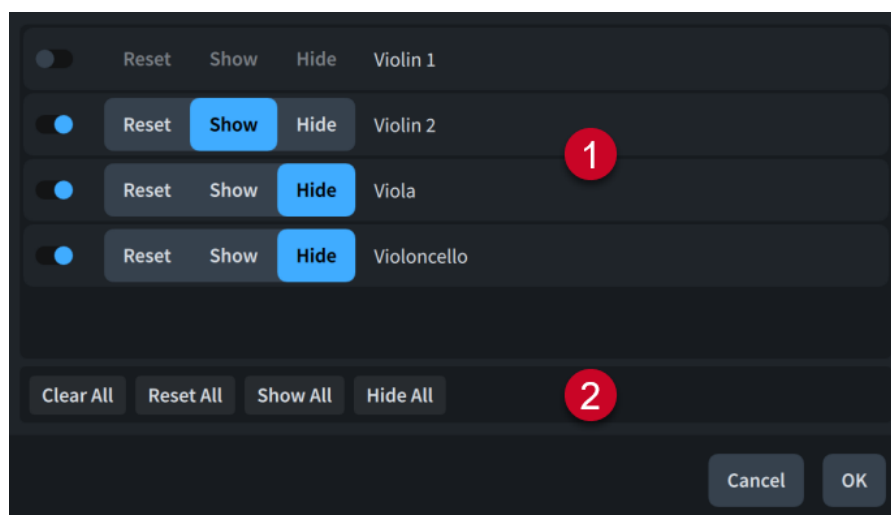 Reset Show Hide Violin 1
Reset Show Hide Violin 2
1
Reset Show Hide Viola
Reset Show Hide Violoncello
Clear All Reset All Show All Hide All 2
Cancel OK